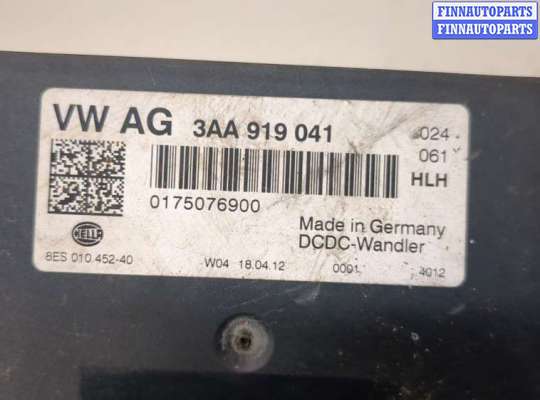 FINNAUTOPARTS
FINNAUTOPARTS
VW AG 3AA 919 041
024
061
HLH
0175076900
Made in Germany
DCDC-Wandler
HELLA
8ES 010.452-40 W04 18.04.12 0001 4012